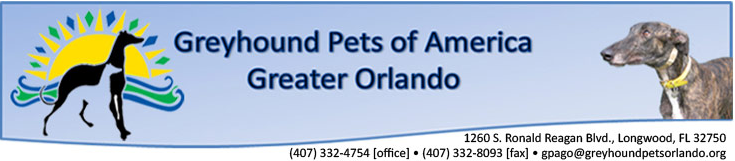 Greyhound Pets of America
Greater Orlando
1260 S. Ronald Reagan Blvd., Longwood, FL 32750
(407) 332-4754 [office] • (407) 332-8093 [fax] • gpago@greyhoundpetsorlando.org